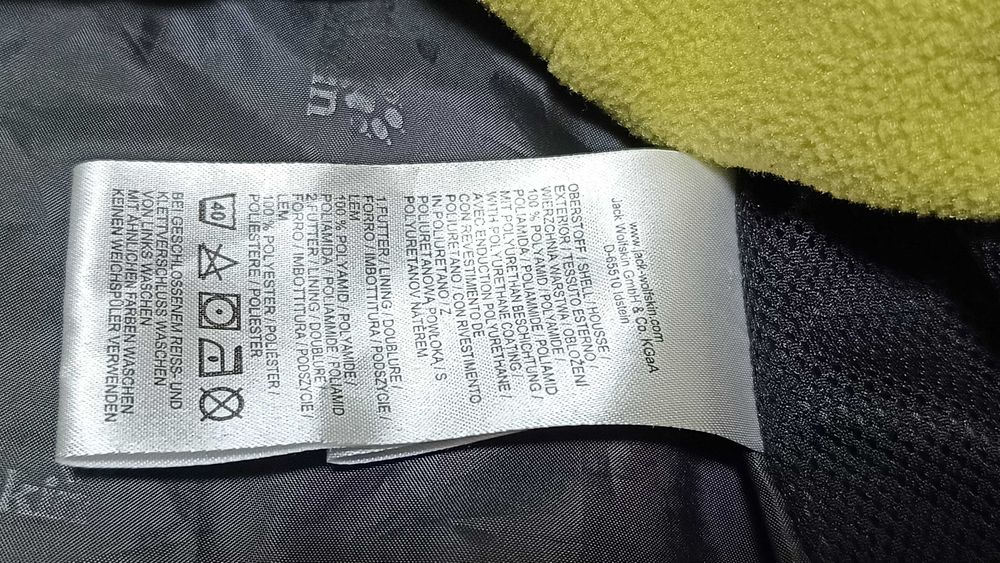 www.jack-wolfskin.com
Jack Wolfskin GmbH & Co. KGaA
D-65510 Idstein
OBERSTOFF / SHELL / HOUSSE /
EXTERIOR / TESSUTO ESTERNO /
WIERZCHNA WARSTWA / OBLOŽENÍ
100 % POLYAMID / POLYAMIDE /
POLIAMIDA / POLIAMMIDE / POLIAMID
MIT POLYURETHAN BESCHICHTUNG /
WITH POLYURETHANE COATING /
AVEC ENDUCTION POLYURETHANE /
CON REVESTIMIENTO DE
POLIURETANO / CON RIVESTIMENTO
IN POLIURETANO / Z
POLIURETANOWĄ POWŁOKĄ / S
POLYURETANOVÝ NÁTĚREM
1.FUTTER / LINING / DOUBLURE /
FORRO / IMBOTTITURA / PODSZYCIE /
LEM
100 % POLYAMID / POLYAMIDE /
POLIAMIDA / POLIAMMIDE / POLIAMID
2.FUTTER / LINING / DOUBLURE /
FORRO / IMBOTTITURA / PODSZYCIE /
LEM
100 % POLYESTER / POLIÉSTER /
POLIESTERE / POLIESTER
40
BEI GESCHLOSSENEM REISS- UND
KLETTVERSCHLUSS WASCHEN
VON LINKS WASCHEN
MIT ÄHNLICHEN FARBEN WASCHEN
KEINEN WEICHSPÜLER VERWENDEN